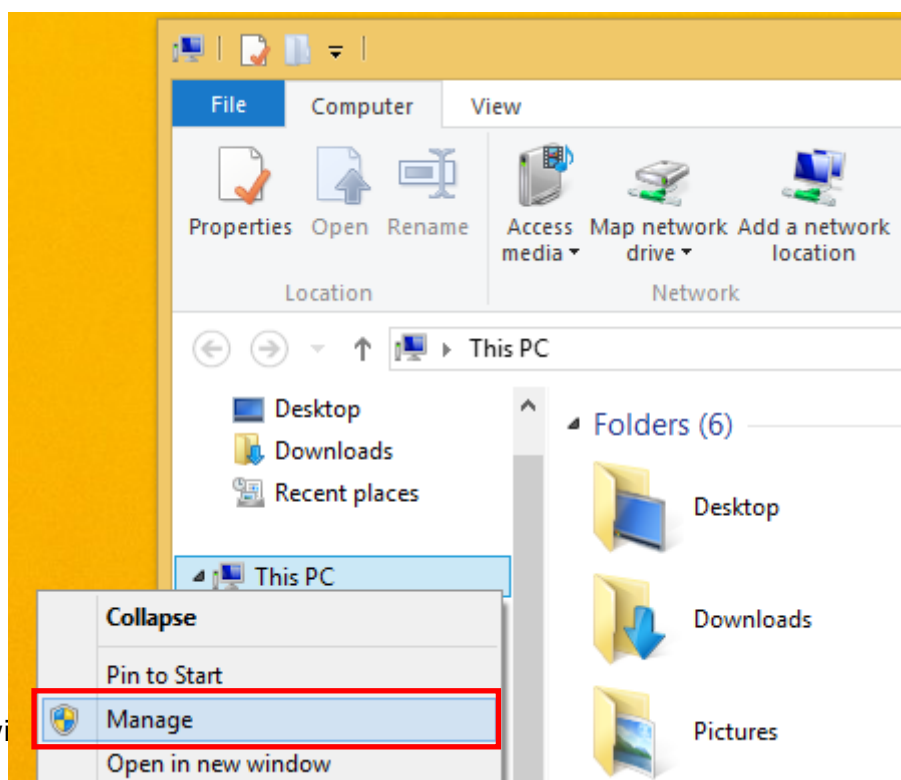 File Computer View
Properties Open Rename Access media Map network drive Add a network location
Location Network
This PC
Desktop
Downloads
Recent places
This PC
Folders (6)
Desktop
Downloads
Pictures
Collapse
Pin to Start
Manage
Open in new window